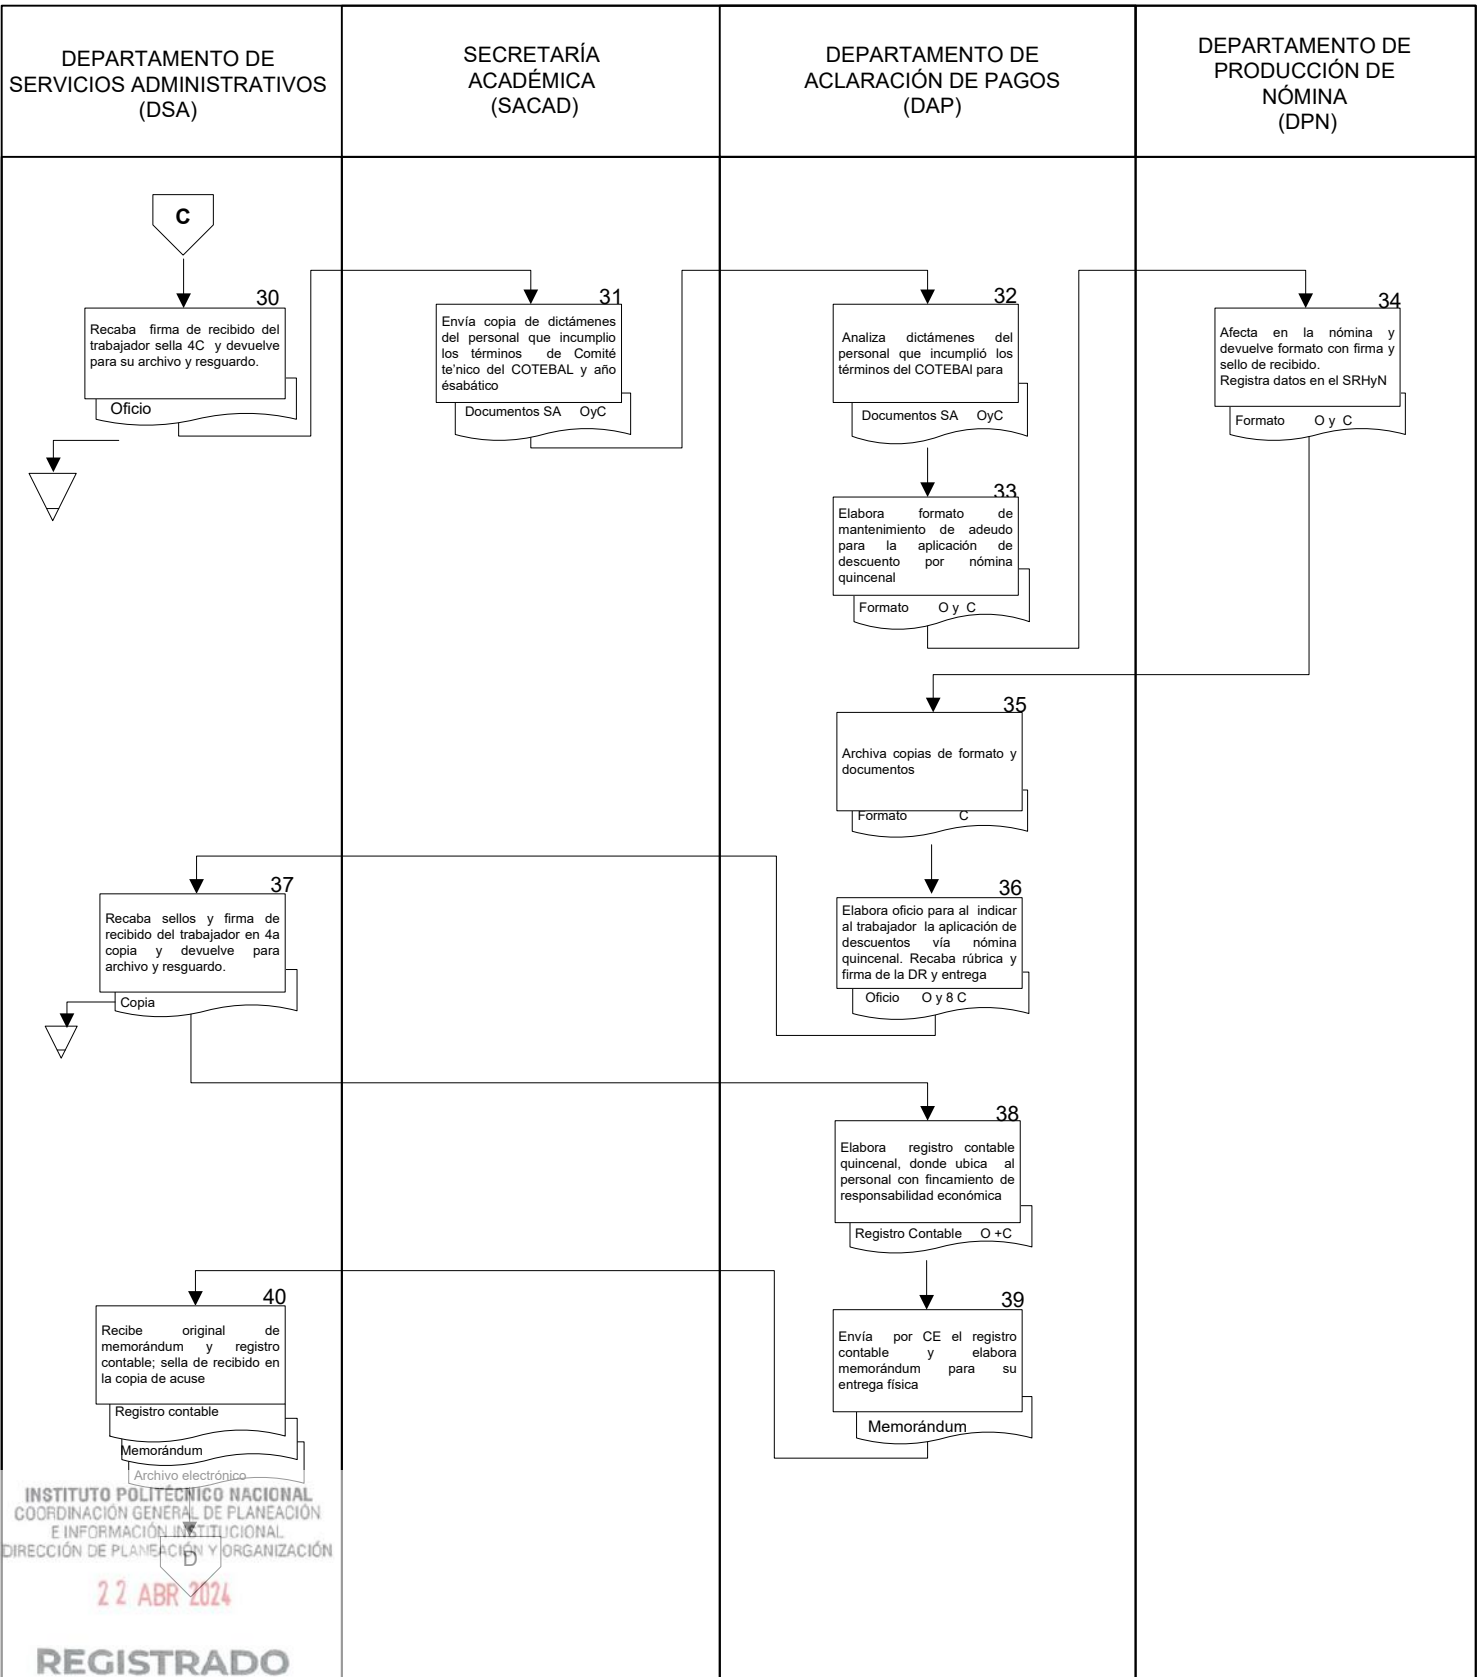 DEPARTAMENTO DE
SERVICIOS ADMINISTRATIVOS
(DSA)
SECRETARÍA
ACADÉMICA
(SACAD)
DEPARTAMENTO DE
ACLARACIÓN DE PAGOS
(DAP)
DEPARTAMENTO DE
PRODUCCIÓN DE
NÓMINA
(DPN)
C
30
Recaba firma de recibido del
trabajador sella 4C y devuelve
para su archivo y resguardo.
Oficio
31
Envía copia de dictámenes
del personal que incumplio
los términos de Comité
te'nico del COTEBAL y año
ésabático
Documentos SA OyC
32
Analiza dictámenes del
personal que incumplió los
términos del COTEBAl para
Documentos SA OyC
33
Elabora formato de
mantenimiento de adeudo
para la aplicación de
descuento por nómina
quincenal
Formato O y C
34
Afecta en la nómina y
devuelve formato con firma y
sello de recibido.
Registra datos en el SRHyN
Formato O y C
35
Archiva copias de formato y
documentos
Formato C
36
Elabora oficio para al indicar
al trabajador la aplicación de
descuentos vía nómina
quincenal. Recaba rúbrica y
firma de la DR y entrega
Oficio O y 8 C
37
Recaba sellos y firma de
recibido del trabajador en 4a
copia y devuelve para
archivo y resguardo.
Copia
38
Elabora registro contable
quincenal, donde ubica al
personal con fincamiento de
responsabilidad económica
Registro Contable O +C
39
Envía por CE el registro
contable y elabora
memorándum para su
entrega física
Memorándum
40
Recibe original de
memorándum y registro
contable; sella de recibido en
la copia de acuse
Registro contable
Memorándum
Archivo electrónico
D
INSTITUTO POLITÉCNICO NACIONAL
COORDINACIÓN GENERAL DE PLANEACIÓN
E INFORMACIÓN INSTITUCIONAL
DIRECCIÓN DE PLANEACIÓN Y ORGANIZACIÓN
22 ABR 2024
REGISTRADO